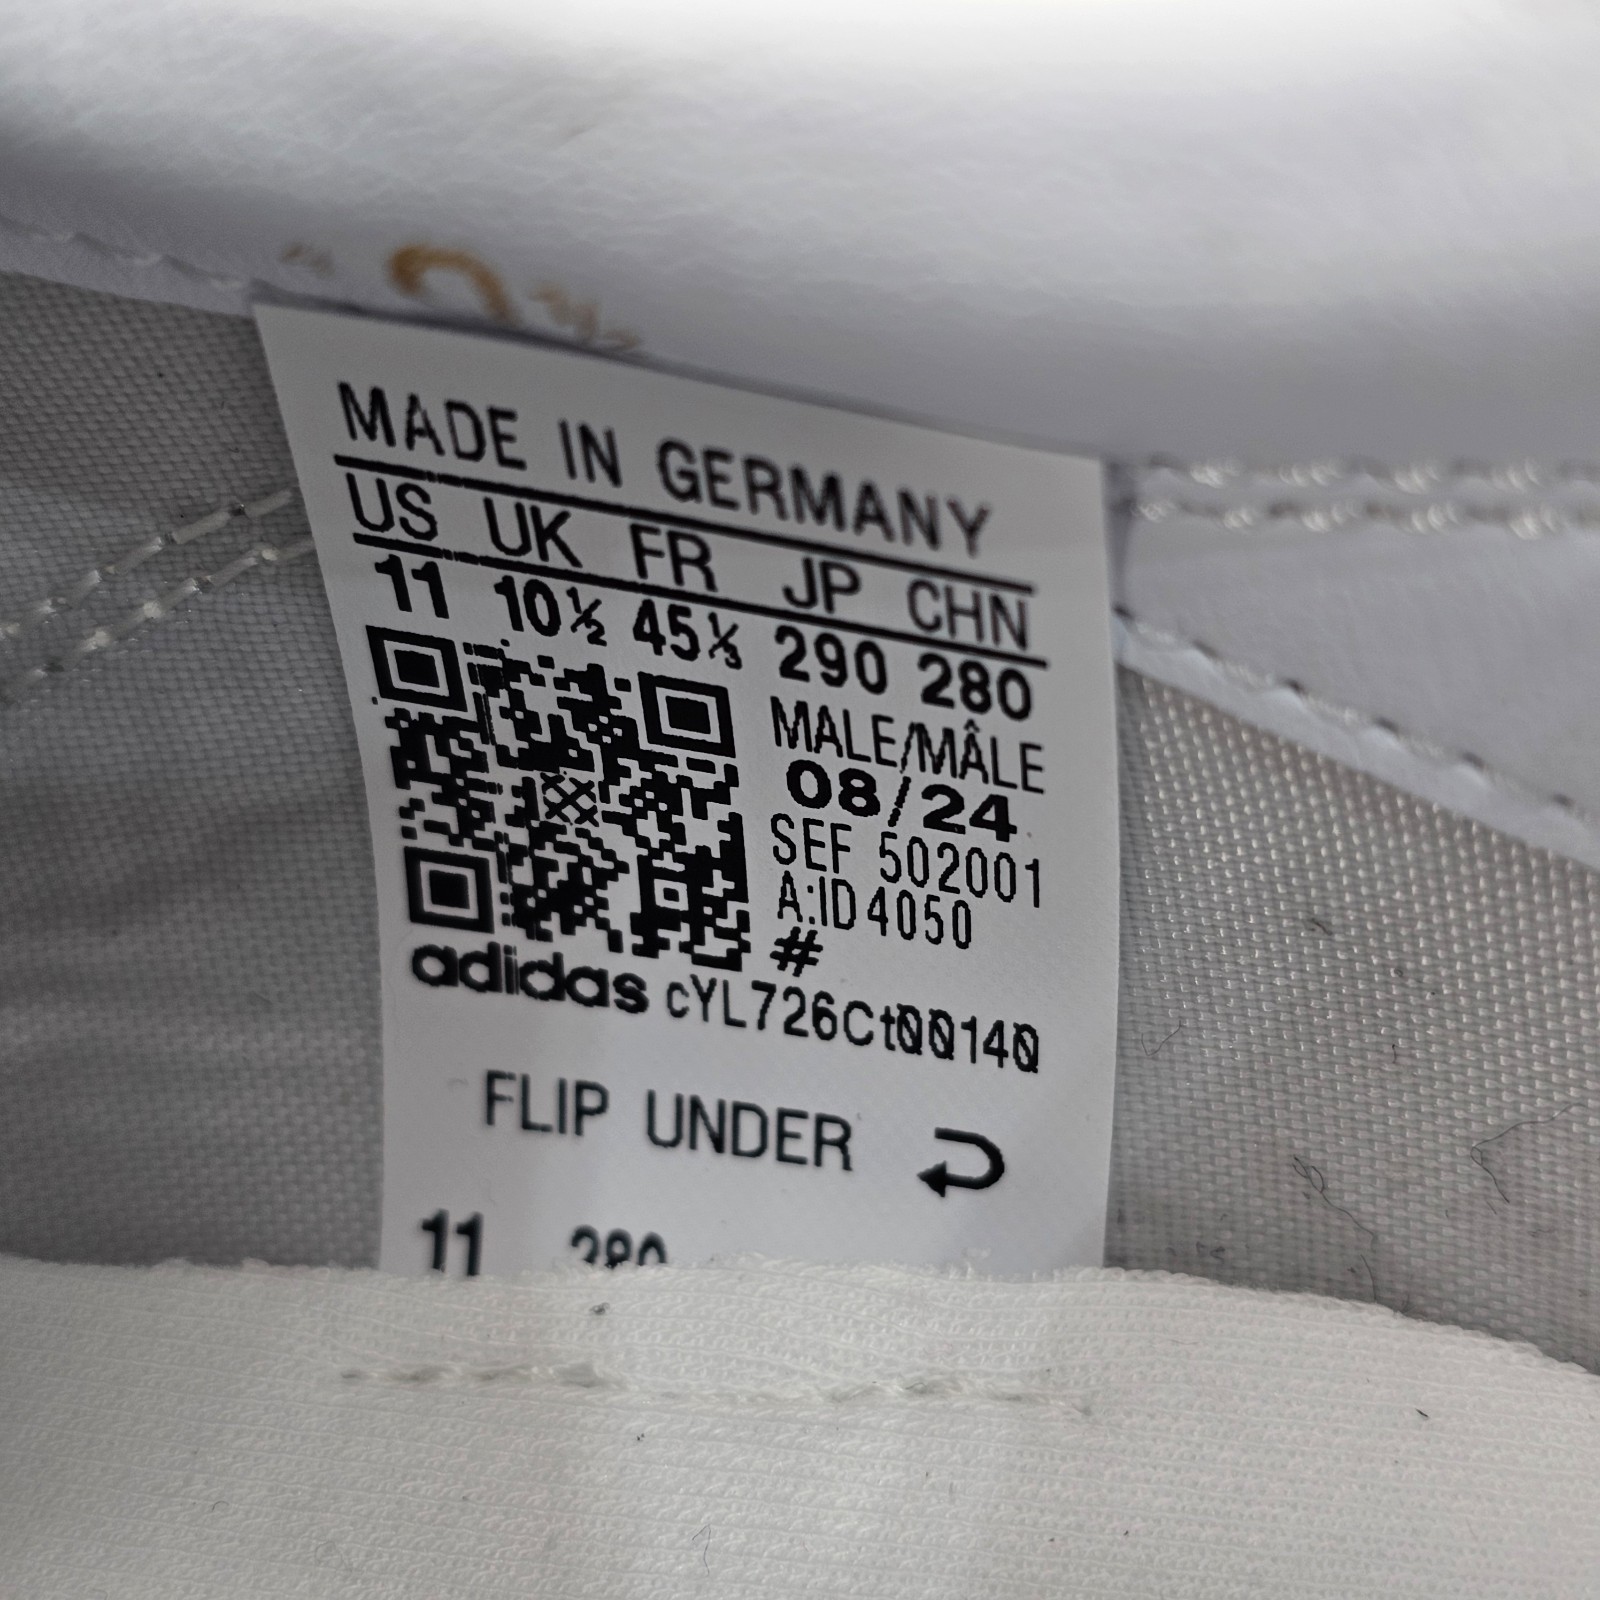 MADE IN GERMANY
US UK FR JP CHN
11 10½ 45⅓ 290 280
MALE/MÂLE
08/24
SEF 502001
A:ID4050
#
adidas cYL726Ct00140
FLIP UNDER
11 280